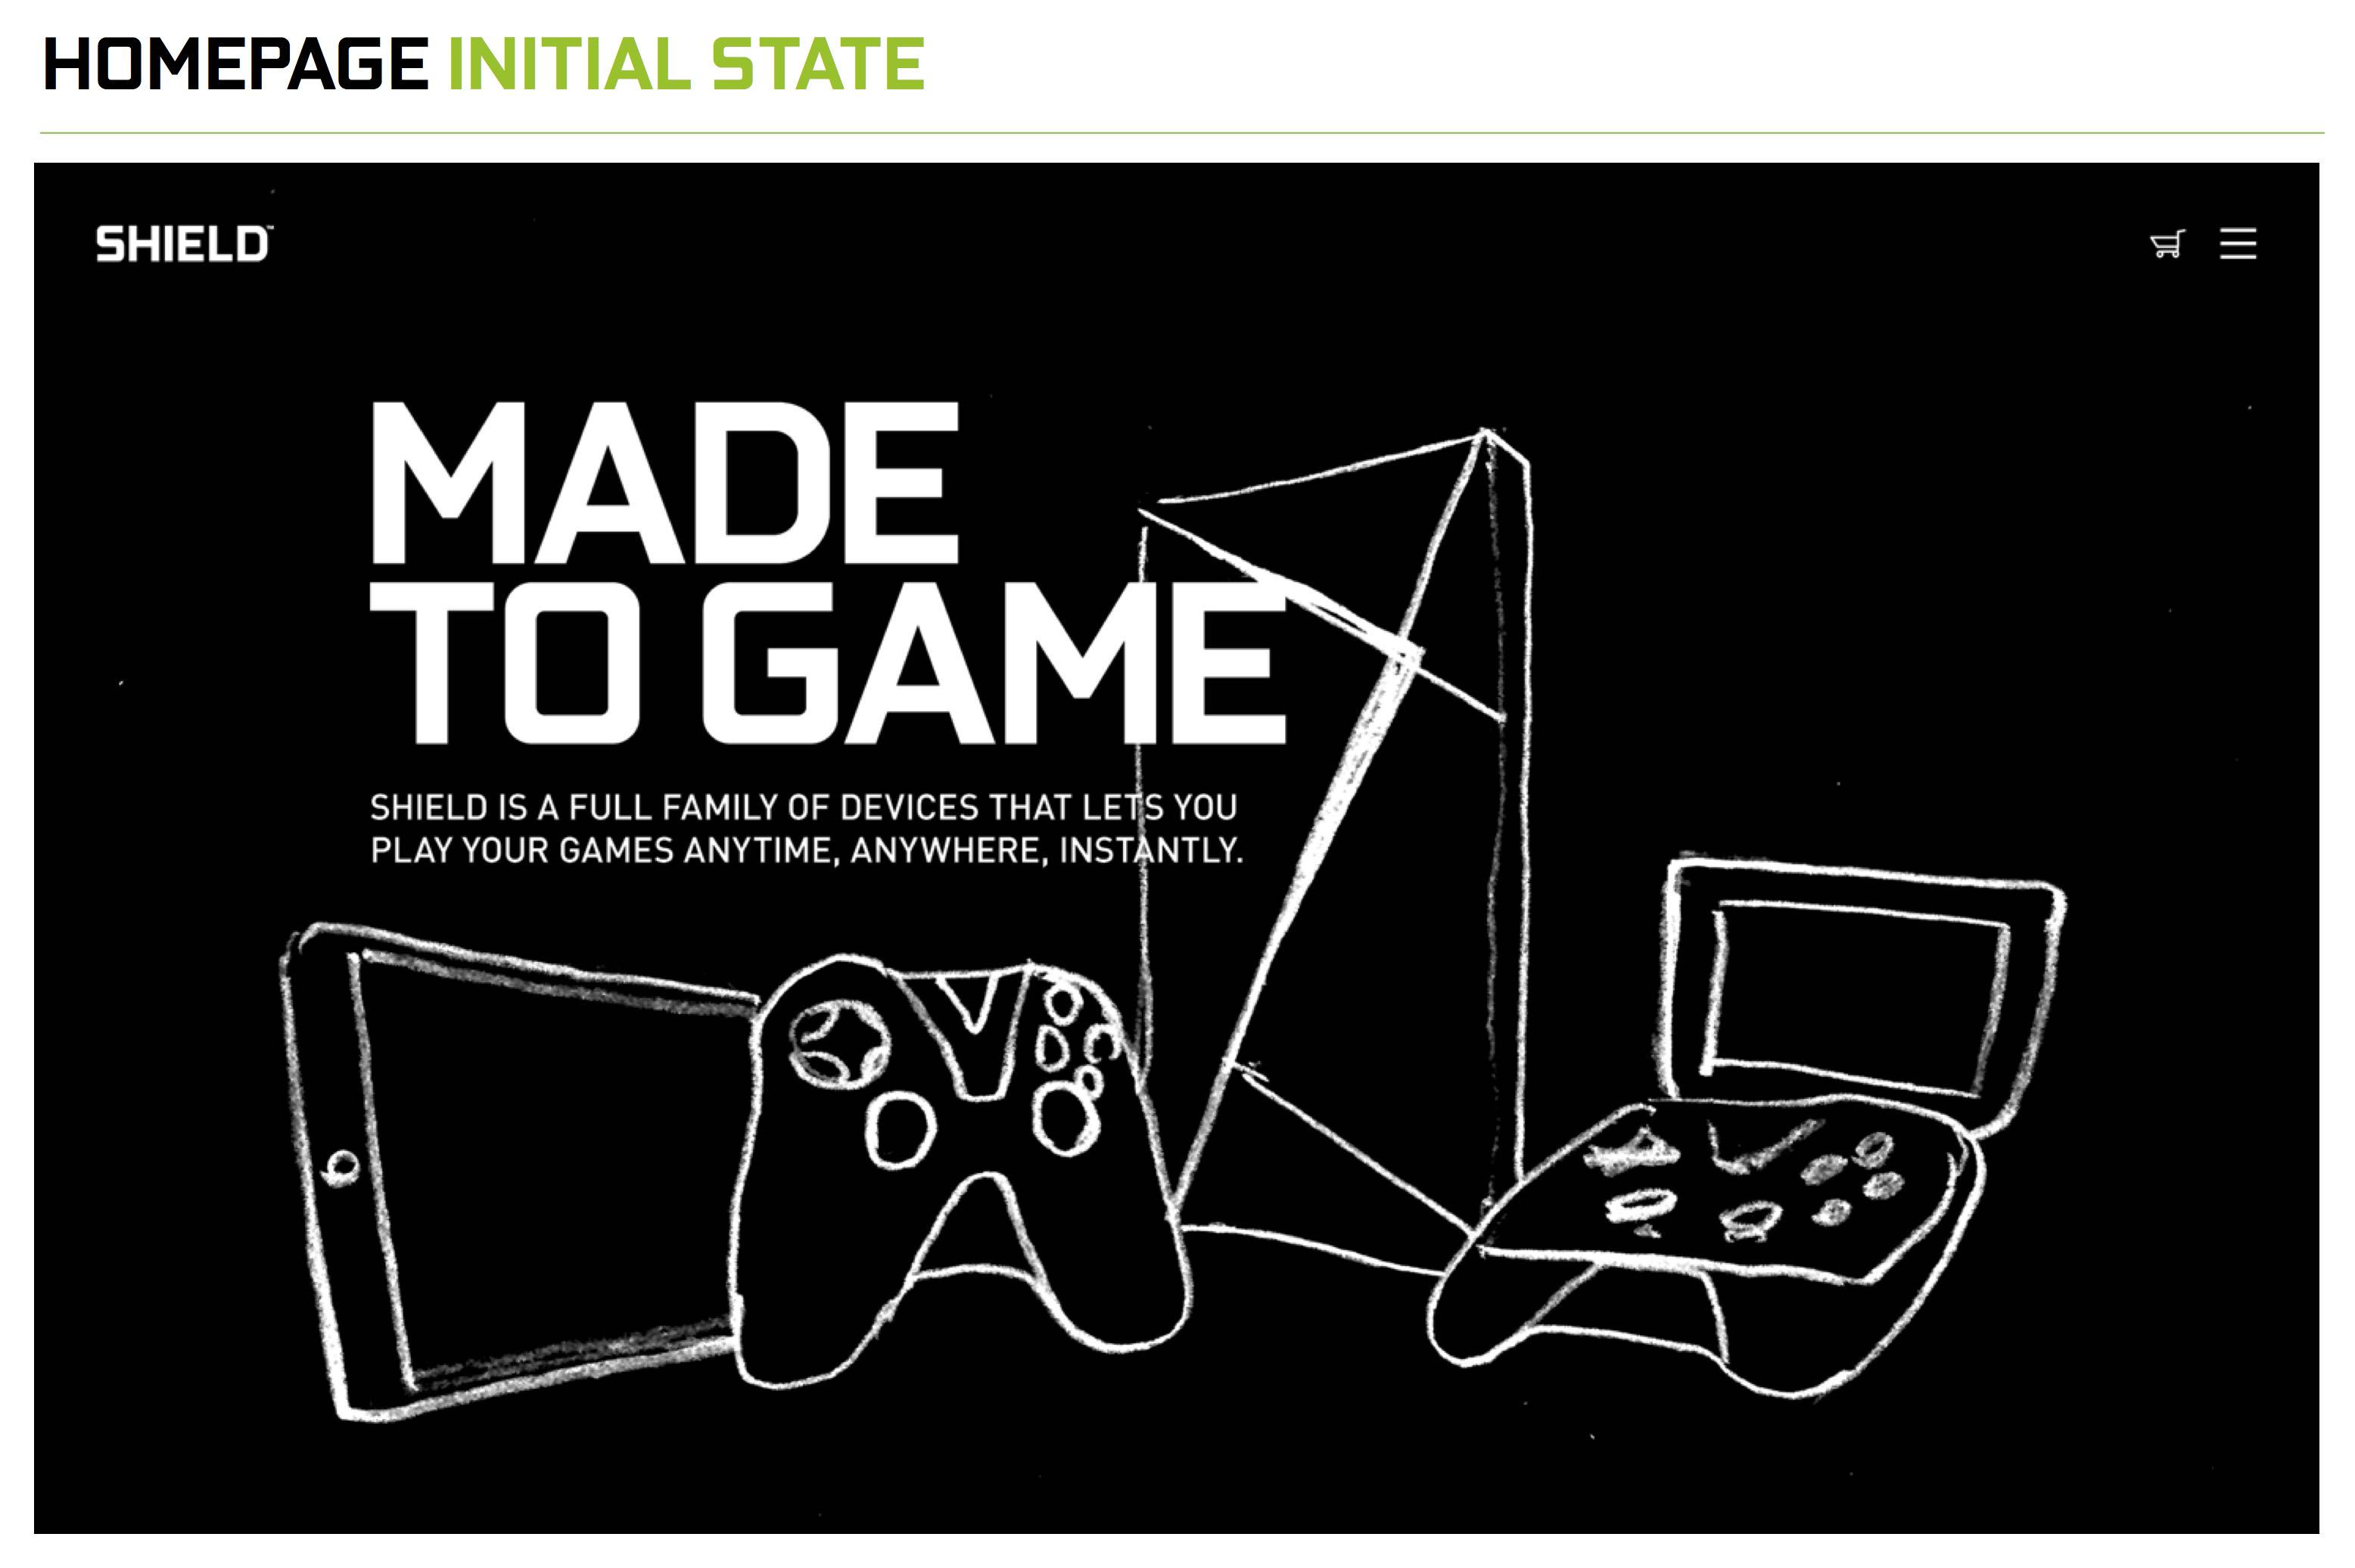 HOMEPAGE INITIAL STATE
SHIELD™
MADE
TO GAME
SHIELD IS A FULL FAMILY OF DEVICES THAT LETS YOU
PLAY YOUR GAMES ANYTIME, ANYWHERE, INSTANTLY.